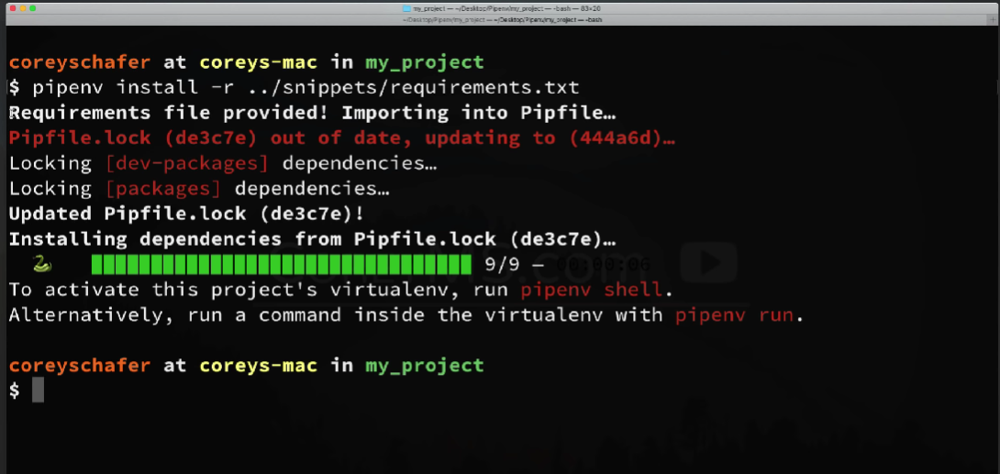 my_project — ~/Desktop/Pipenv/my_project — -bash — 83×20
~/Desktop/Pipenv/my_project — ~/Desktop/Pipenv/my_project — -bash
coreyschafer at coreys-mac in my_project
$ pipenv install -r ../snippets/requirements.txt
Requirements file provided! Importing into Pipfile…
Pipfile.lock (de3c7e) out of date, updating to (444a6d)…
Locking [dev-packages] dependencies…
Locking [packages] dependencies…
Updated Pipfile.lock (de3c7e)!
Installing dependencies from Pipfile.lock (de3c7e)…
9/9 — 00:00:06
To activate this project's virtualenv, run pipenv shell.
Alternatively, run a command inside the virtualenv with pipenv run.
coreyschafer at coreys-mac in my_project
$